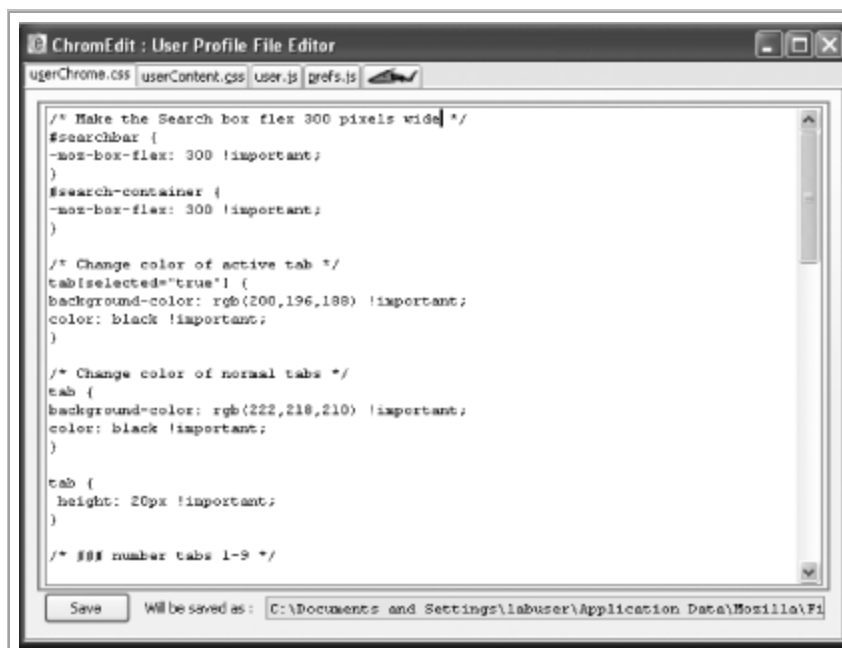 ChromEdit : User Profile File Editor
userChrome.css userContent.css user.js prefs.js
/* Make the Search box flex 300 pixels wide */
#searchbar {
-moz-box-flex: 300 !important;
}
#search-container {
-moz-box-flex: 300 !important;
}
/* Change color of active tab */
tab[selected="true"] {
background-color: rgb(200,196,188) !important;
color: black !important;
}
/* Change color of normal tabs */
tab {
background-color: rgb(222,218,210) !important;
color: black !important;
}
tab {
height: 20px !important;
}
/* ### number tabs 1-9 */
Save Will be saved as : C:\Documents and Settings\labuser\Application Data\Mozilla\Fi